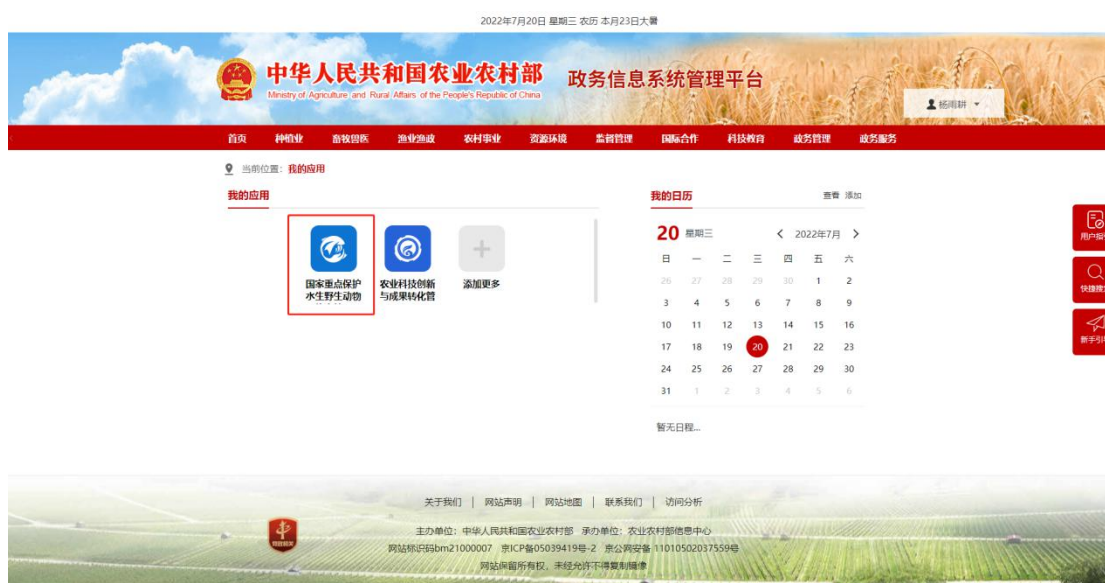 2022年7月20日 星期三 农历 本月23日大暑
中华人民共和国农业农村部 政务信息系统管理平台
Ministry of Agriculture and Rural Affairs of the People's Republic of China
杨雨耕
首页 种植业 畜牧兽医 渔业渔政 农村事业 资源环境 监督管理 国际合作 科技教育 政务管理 政务服务
当前位置：我的应用
我的应用
国家重点保护
水生野生动物
农业科技创新
与成果转化管
添加更多
我的日历 查看 添加
20 星期三 < 2022年7月 >
日 一 二 三 四 五 六
26 27 28 29 30 1 2
3 4 5 6 7 8 9
10 11 12 13 14 15 16
17 18 19 20 21 22 23
24 25 26 27 28 29 30
31 1 2 3 4 5 6
暂无日程...
用户报
快捷搜
新手引
关于我们 | 网站声明 | 网站地图 | 联系我们 | 访问分析
主办单位：中华人民共和国农业农村部 承办单位：农业农村部信息中心
网站标识码bm21000007 京ICP备05039419号-2 京公网安备 11010502037559号
网站保留所有权，未经允许不得复制镜像
党政机关